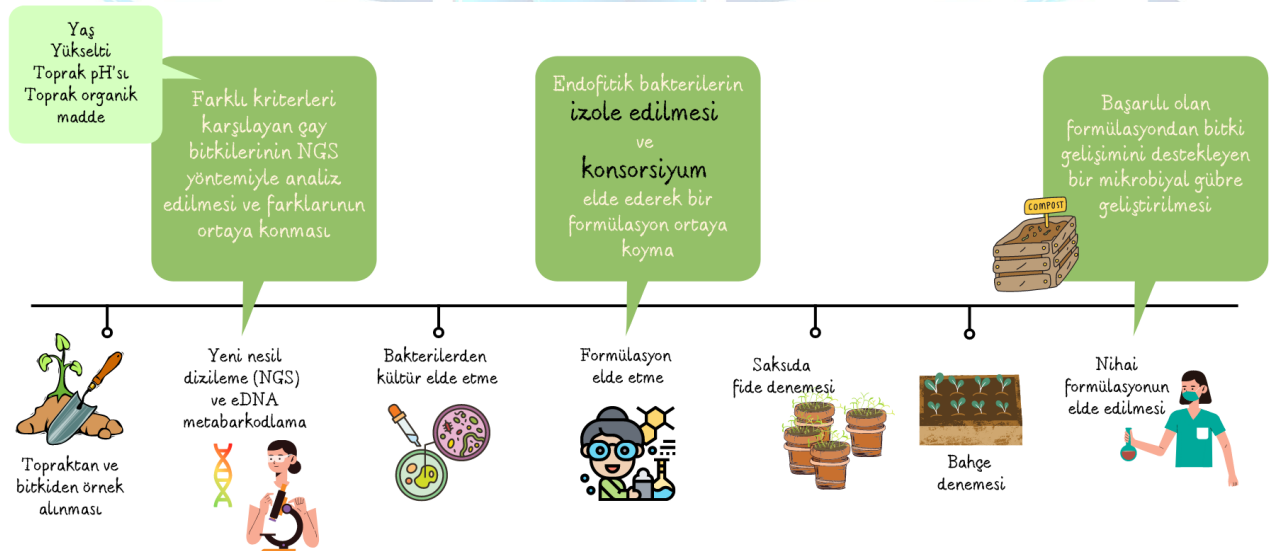 Yaş
Yükselti
Toprak pH'sı
Toprak organik
madde
Farklı kriterleri
karşılayan çay
bitkilerinin NGS
yöntemiyle analiz
edilmesi ve farklarının
ortaya konması
Endofitik bakterilerin
izole edilmesi
ve
konsorsiyum
elde ederek bir
formülasyon ortaya
koyma
Başarılı olan
formülasyondan bitki
gelişimini destekleyen
bir mikrobiyal gübre
geliştirilmesi
COMPOST
Topraktan ve
bitkiden örnek
alınması
Yeni nesil
dizileme (NGS)
ve eDNA
metabarkodlama
Bakterilerden
kültür elde etme
Formülasyon
elde etme
Saksıda
fide denemesi
Bahçe
denemesi
Nihai
formülasyonun
elde edilmesi